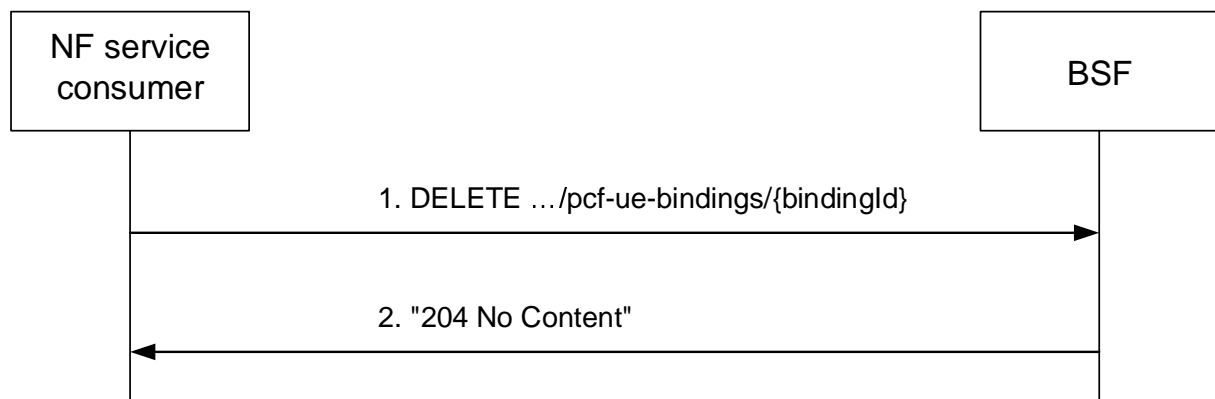 NF service
consumer
BSF
1. DELETE …/pcf-ue-bindings/{bindingId}
2. "204 No Content"